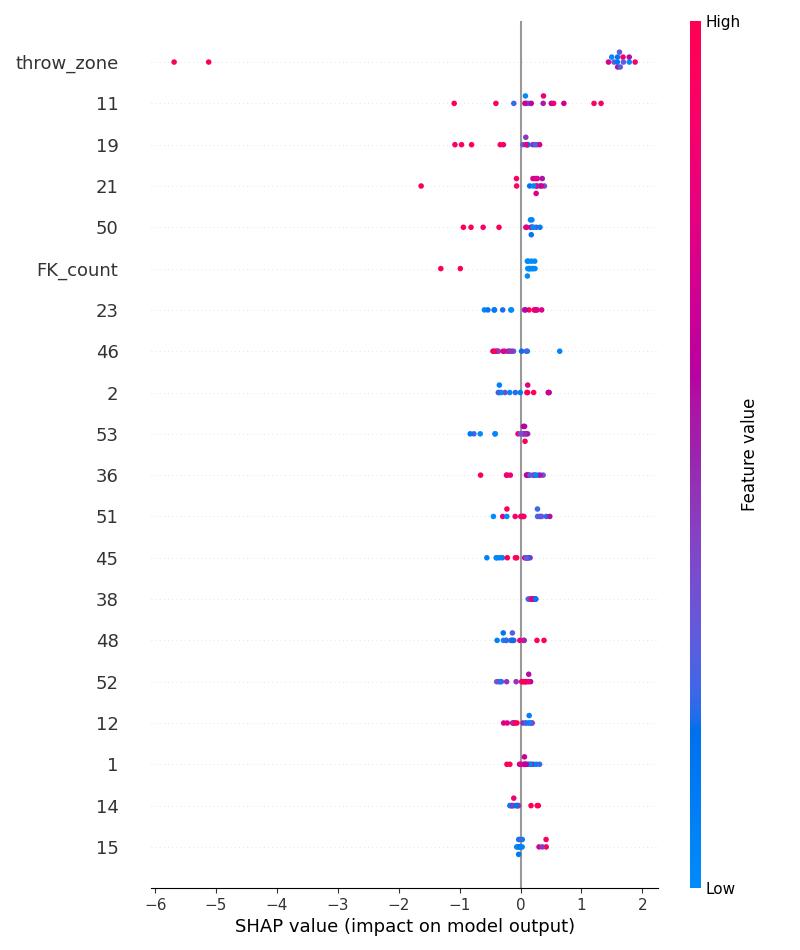 High
throw_zone
11
19
21
50
FK_count
23
46
2
53
36
51
45
38
48
52
12
1
14
15
Feature value
Low
−6 −5 −4 −3 −2 −1 0 1 2
SHAP value (impact on model output)